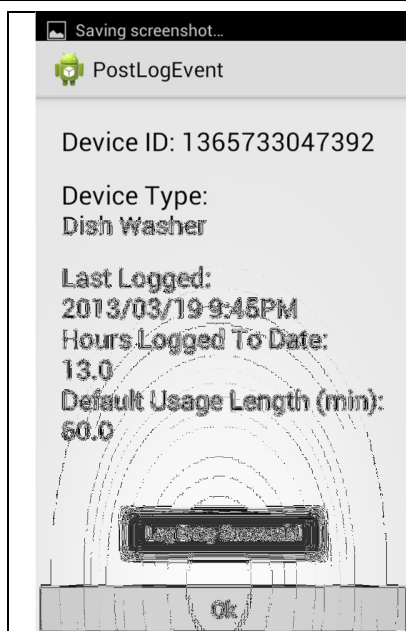 Saving screenshot...
PostLogEvent
Device ID: 1365733047392
Device Type:
Dish Washer
Last Logged:
2013/03/19 9:45PM
Hours Logged To Date:
13.0
Default Usage Length (min):
60.0
Log Entry Successful
Ok